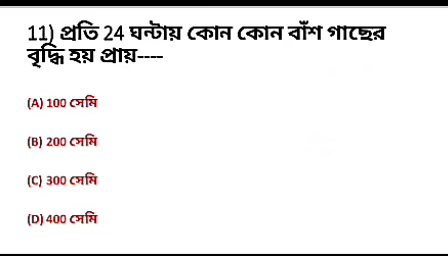 11) প্রতি 24 ঘন্টায় কোন কোন বাঁশ গাছের
বৃদ্ধি হয় প্রায়----
(A) 100 সেমি
(B) 200 সেমি
(C) 300 সেমি
(D) 400 সেমি